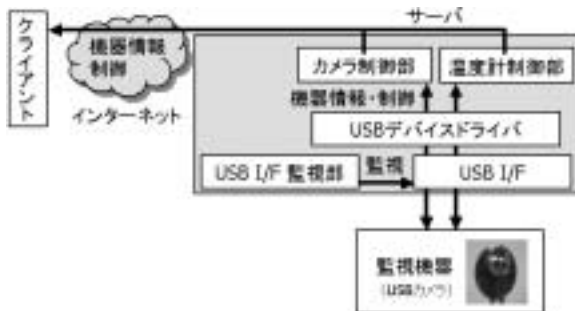 サーバ
クライアント
機器情報
制御
インターネット
カメラ制御部
温度計制御部
機器情報・制御
USBデバイスドライバ
USB I/F 監視部
監視
USB I/F
監視機器
(USBカメラ)